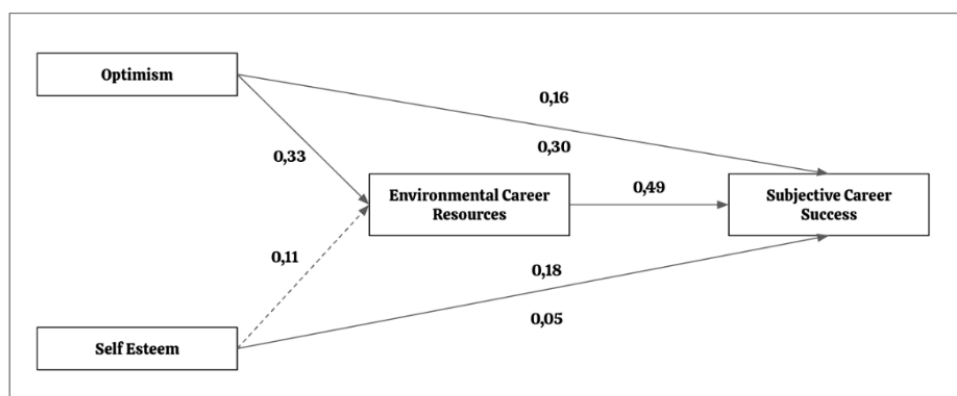 Optimism
0,16
0,33
0,30
Environmental Career
Resources
0,49
Subjective Career
Success
0,11
0,18
0,05
Self Esteem